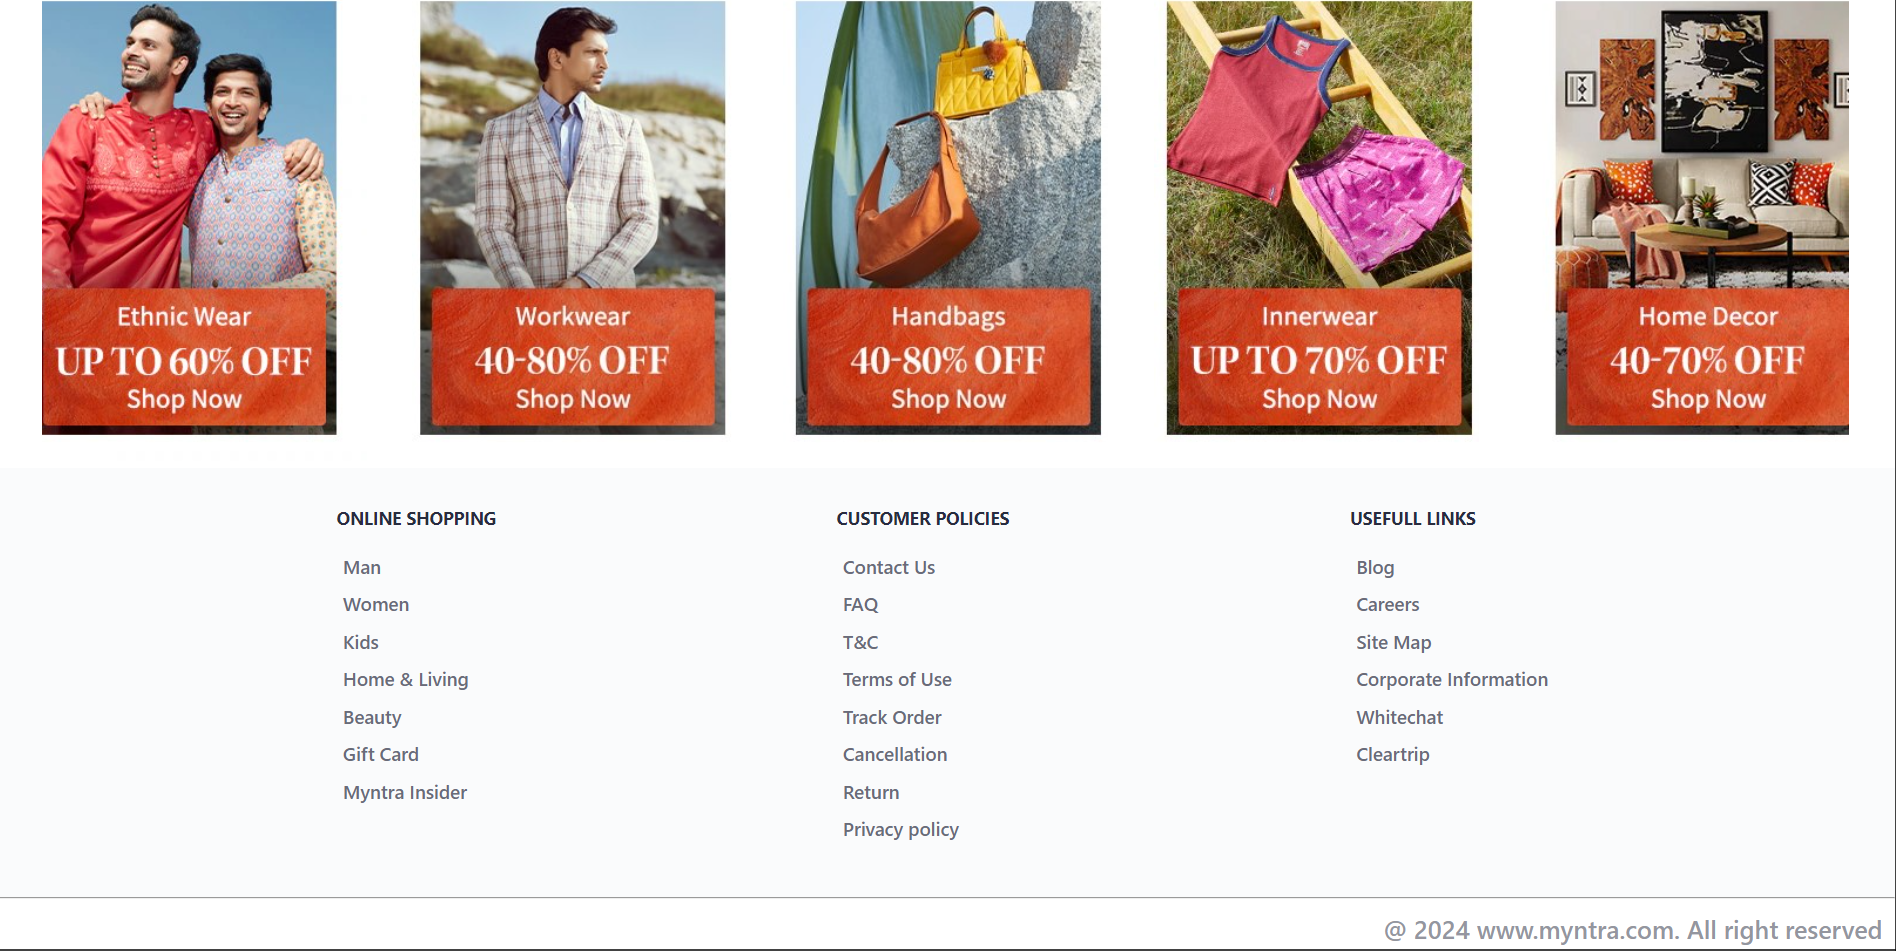 Ethnic Wear
UP TO 60% OFF
Shop Now
Workwear
40-80% OFF
Shop Now
Handbags
40-80% OFF
Shop Now
Innerwear
UP TO 70% OFF
Shop Now
Home Decor
40-70% OFF
Shop Now
ONLINE SHOPPING
Man
Women
Kids
Home & Living
Beauty
Gift Card
Myntra Insider
CUSTOMER POLICIES
Contact Us
FAQ
T&C
Terms of Use
Track Order
Cancellation
Return
Privacy policy
USEFULL LINKS
Blog
Careers
Site Map
Corporate Information
Whitechat
Cleartrip
@ 2024 www.myntra.com. All right reserved